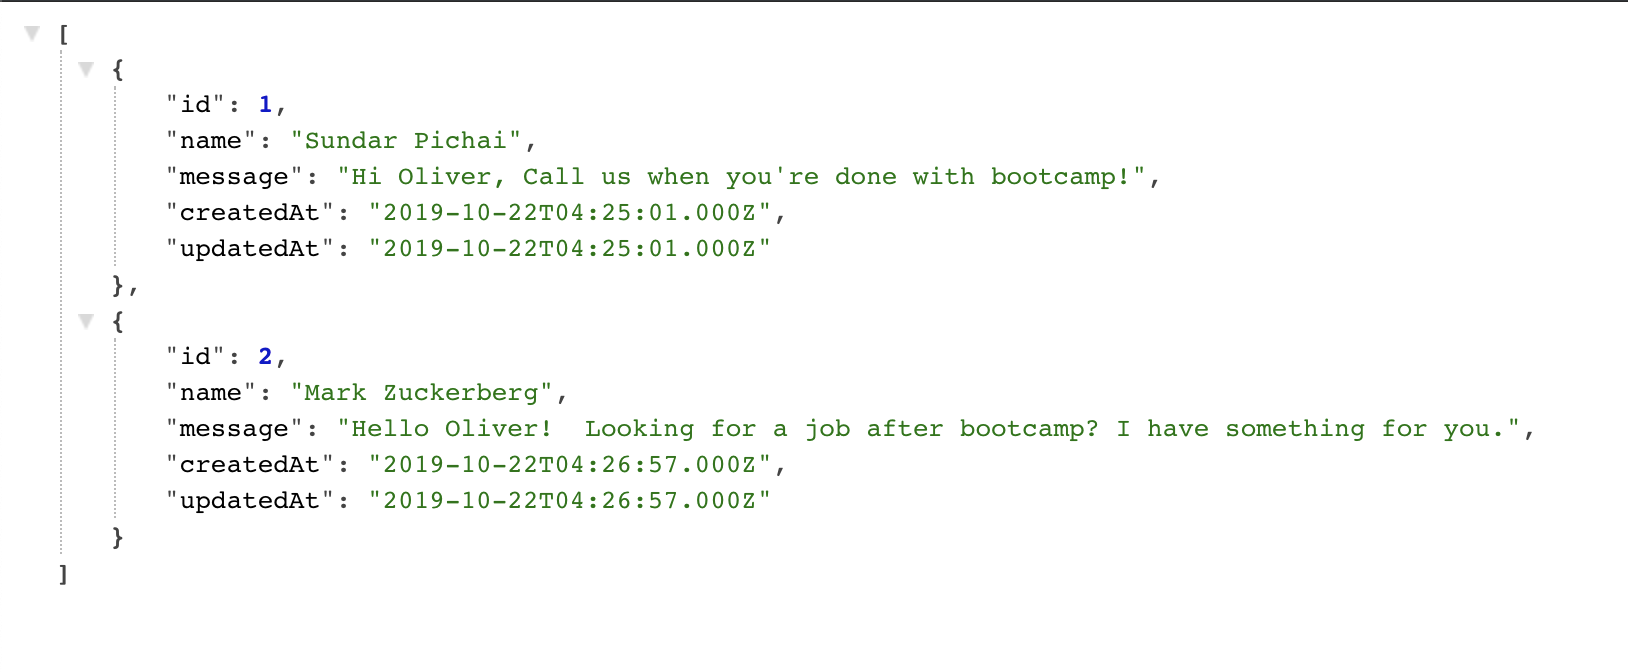 [
{
"id": 1,
"name": "Sundar Pichai",
"message": "Hi Oliver, Call us when you're done with bootcamp!",
"createdAt": "2019-10-22T04:25:01.000Z",
"updatedAt": "2019-10-22T04:25:01.000Z"
},
{
"id": 2,
"name": "Mark Zuckerberg",
"message": "Hello Oliver!  Looking for a job after bootcamp? I have something for you.",
"createdAt": "2019-10-22T04:26:57.000Z",
"updatedAt": "2019-10-22T04:26:57.000Z"
}
]